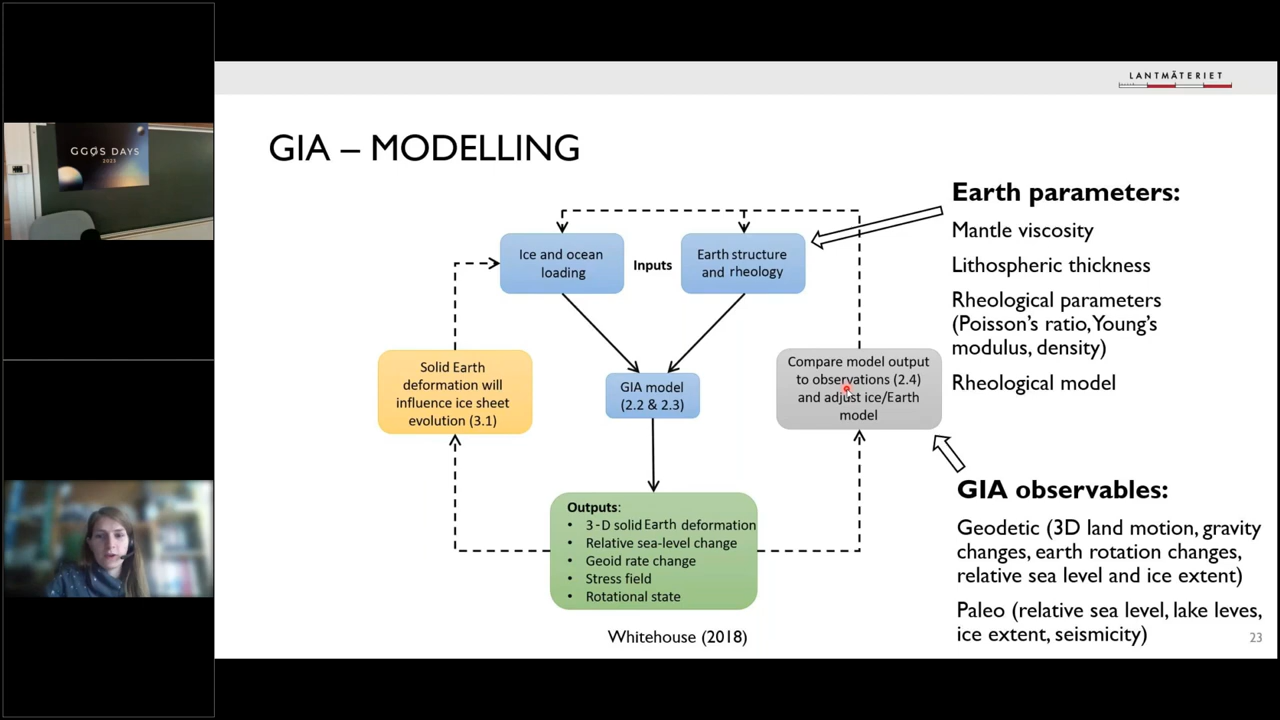 LANTMÄTERIET
GGOS DAYS
2023
GIA – MODELLING
Ice and ocean
loading
Inputs
Earth structure
and rheology
Solid Earth
deformation will
influence ice sheet
evolution (3.1)
GIA model
(2.2 & 2.3)
Compare model output
to observations (2.4)
and adjust ice/Earth
model
Outputs:
• 3-D solid Earth deformation
• Relative sea-level change
• Geoid rate change
• Stress field
• Rotational state
Whitehouse (2018)
Earth parameters:
Mantle viscosity
Lithospheric thickness
Rheological parameters
(Poisson's ratio, Young's
modulus, density)
Rheological model
GIA observables:
Geodetic (3D land motion, gravity
changes, earth rotation changes,
relative sea level and ice extent)
Paleo (relative sea level, lake leves,
ice extent, seismicity)
23